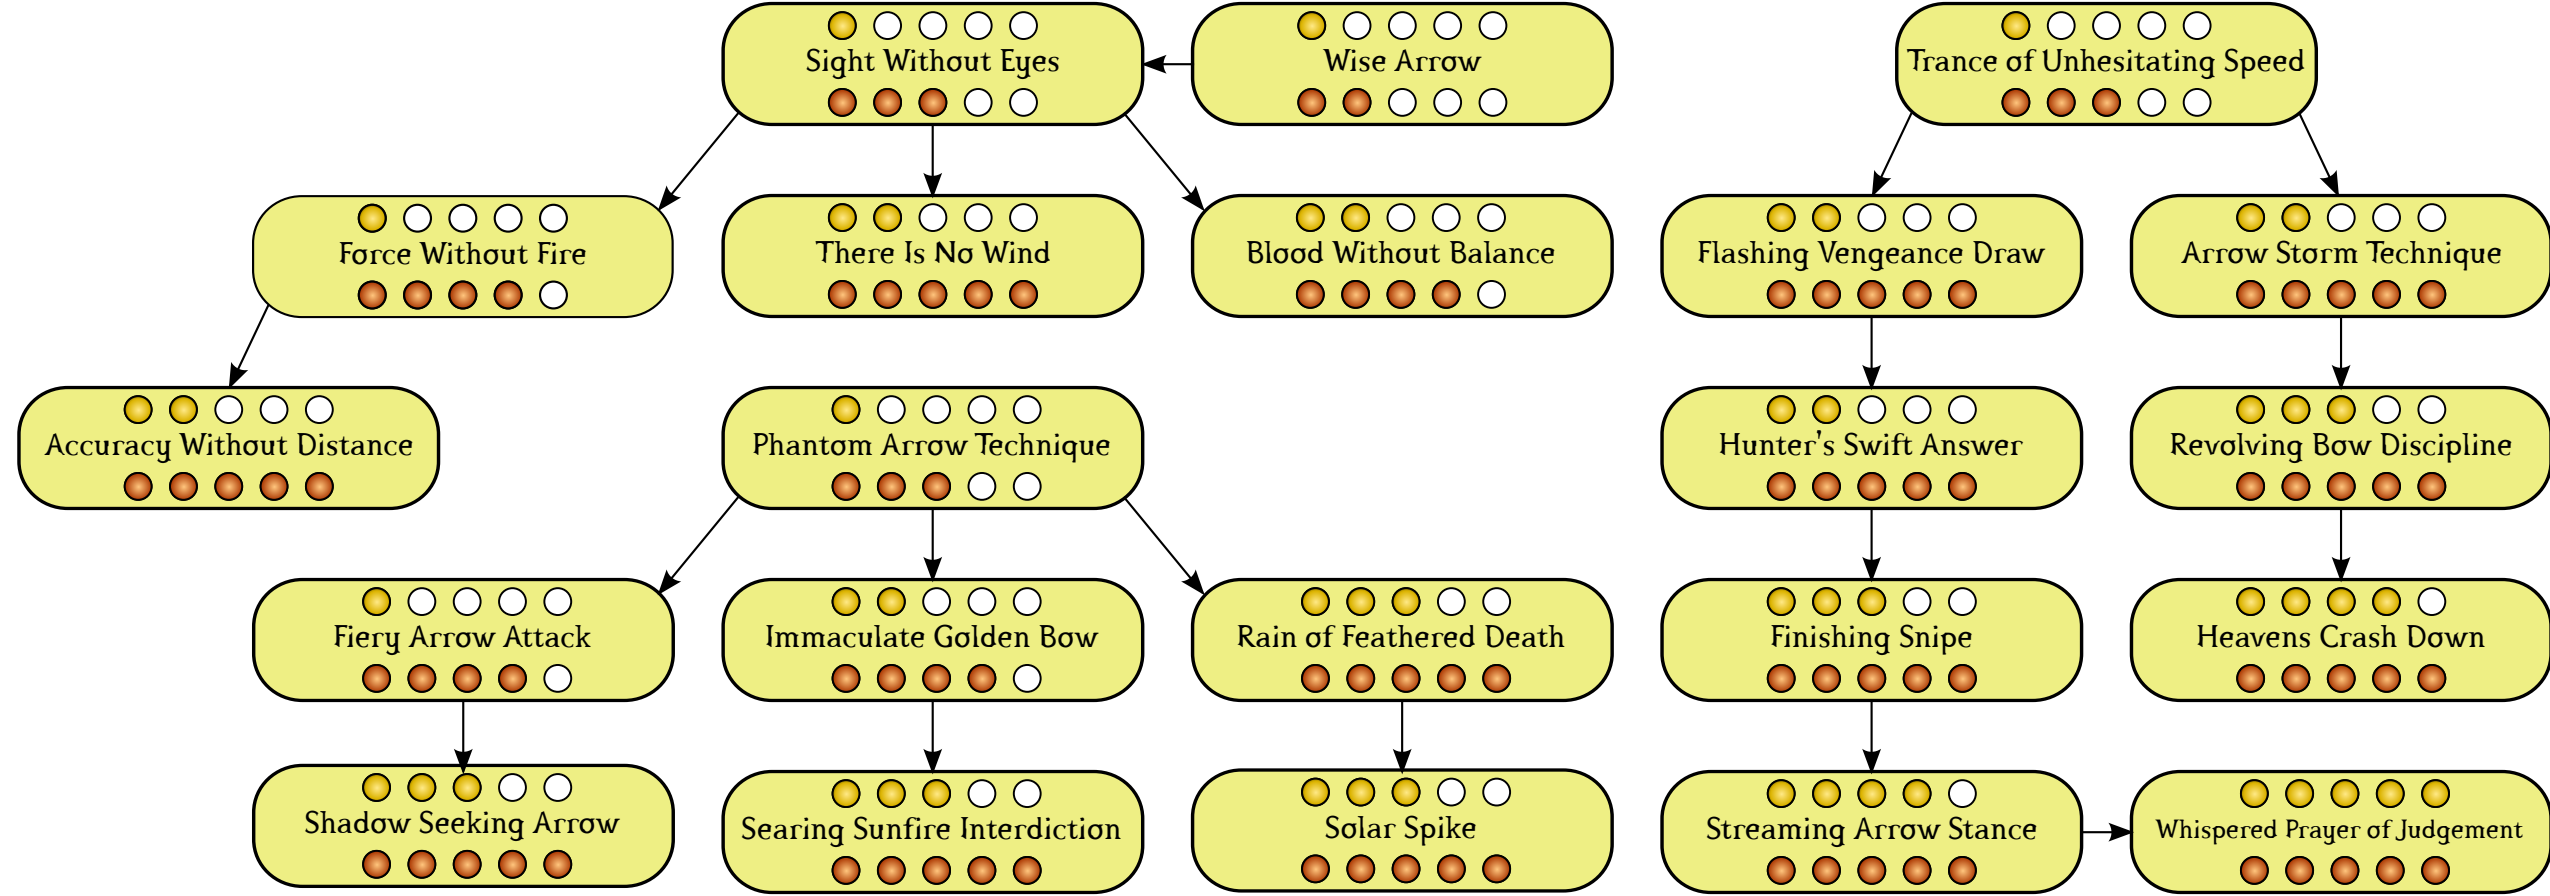 Sight Without Eyes
Wise Arrow
Trance of Unhesitating Speed
Force Without Fire
There Is No Wind
Blood Without Balance
Flashing Vengeance Draw
Arrow Storm Technique
Accuracy Without Distance
Phantom Arrow Technique
Hunter's Swift Answer
Revolving Bow Discipline
Fiery Arrow Attack
Immaculate Golden Bow
Rain of Feathered Death
Finishing Snipe
Heavens Crash Down
Shadow Seeking Arrow
Searing Sunfire Interdiction
Solar Spike
Streaming Arrow Stance
Whispered Prayer of Judgement